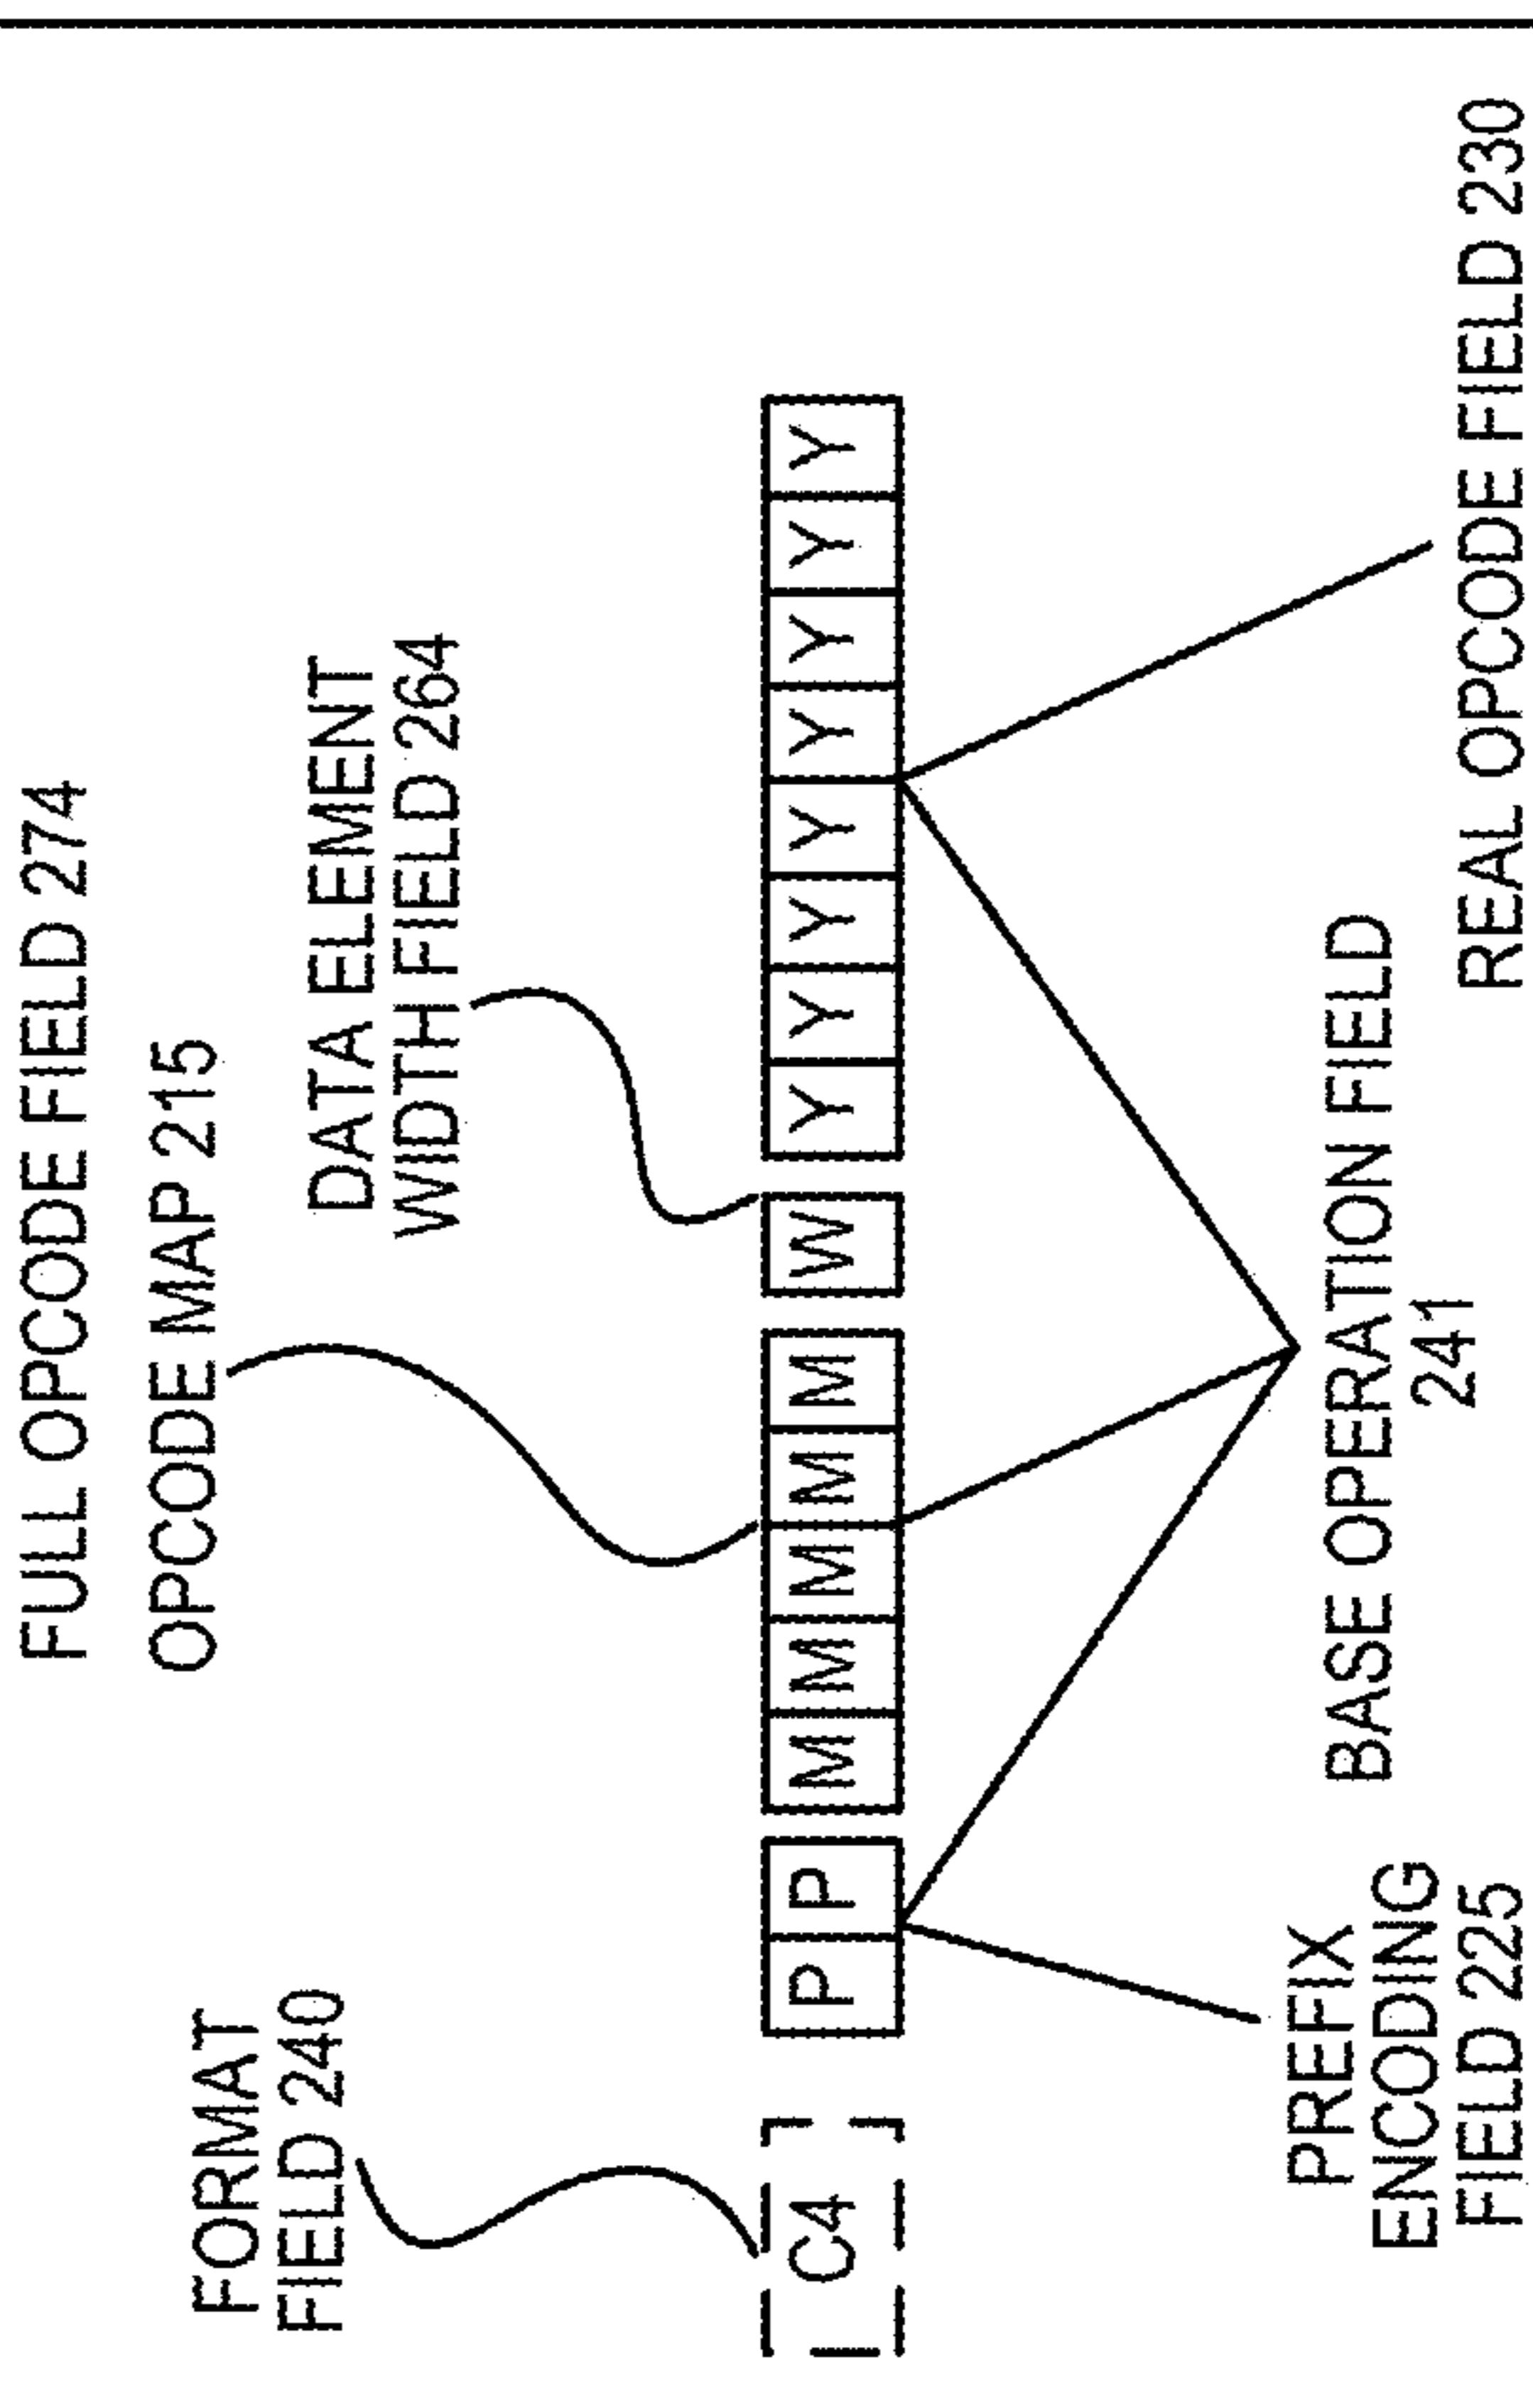 FULL OPCODE FIELD 274
OPCODE MAP 215
FORMAT
FIELD 240
DATA ELEMENT
WIDTH FIELD 264
C4 P P M M M M M W Y Y Y Y Y Y Y Y
PREFIX
ENCODING
FIELD 225
BASE OPERATION FIELD
241
REAL OPCODE FIELD 230